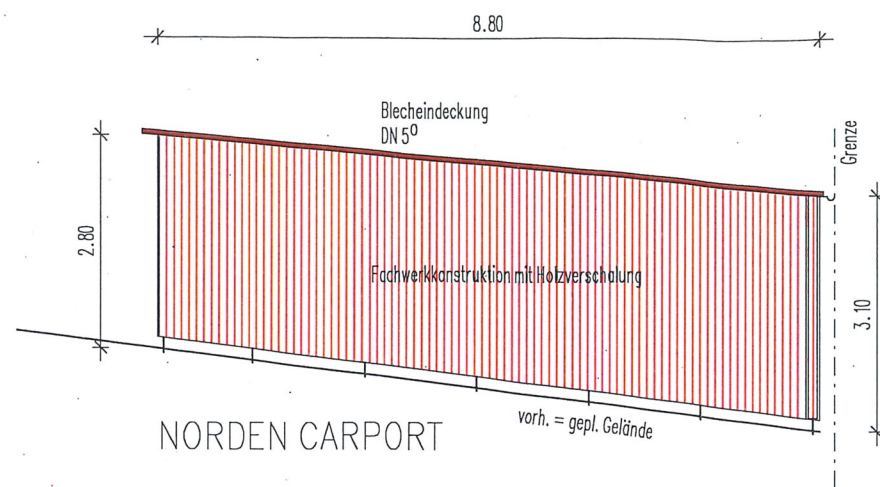 8.80
Blecheindeckung
DN 5°
Grenze
2.80
Fachwerkkonstruktion mit Holzverschalung
3.10
vorh. = gepl. Gelände
NORDEN CARPORT